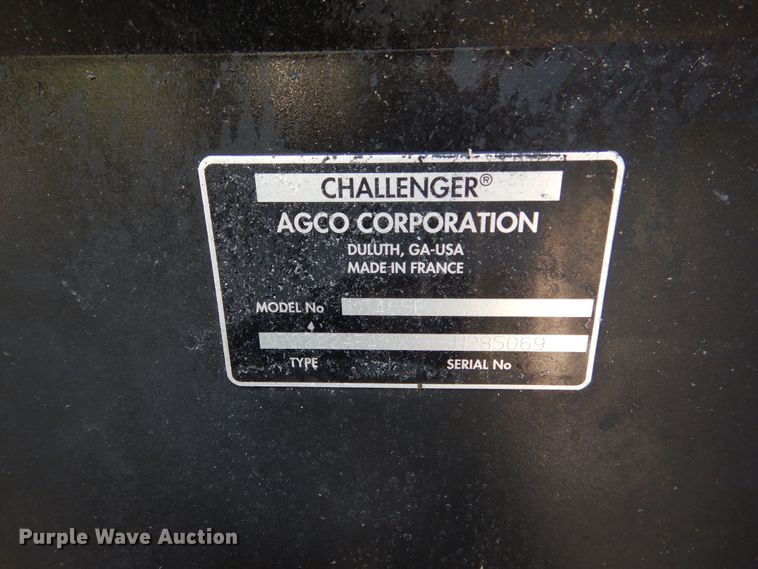 CHALLENGER®
AGCO CORPORATION
DULUTH, GA-USA
MADE IN FRANCE
MODEL No
TYPE SERIAL No
Purple Wave Auction